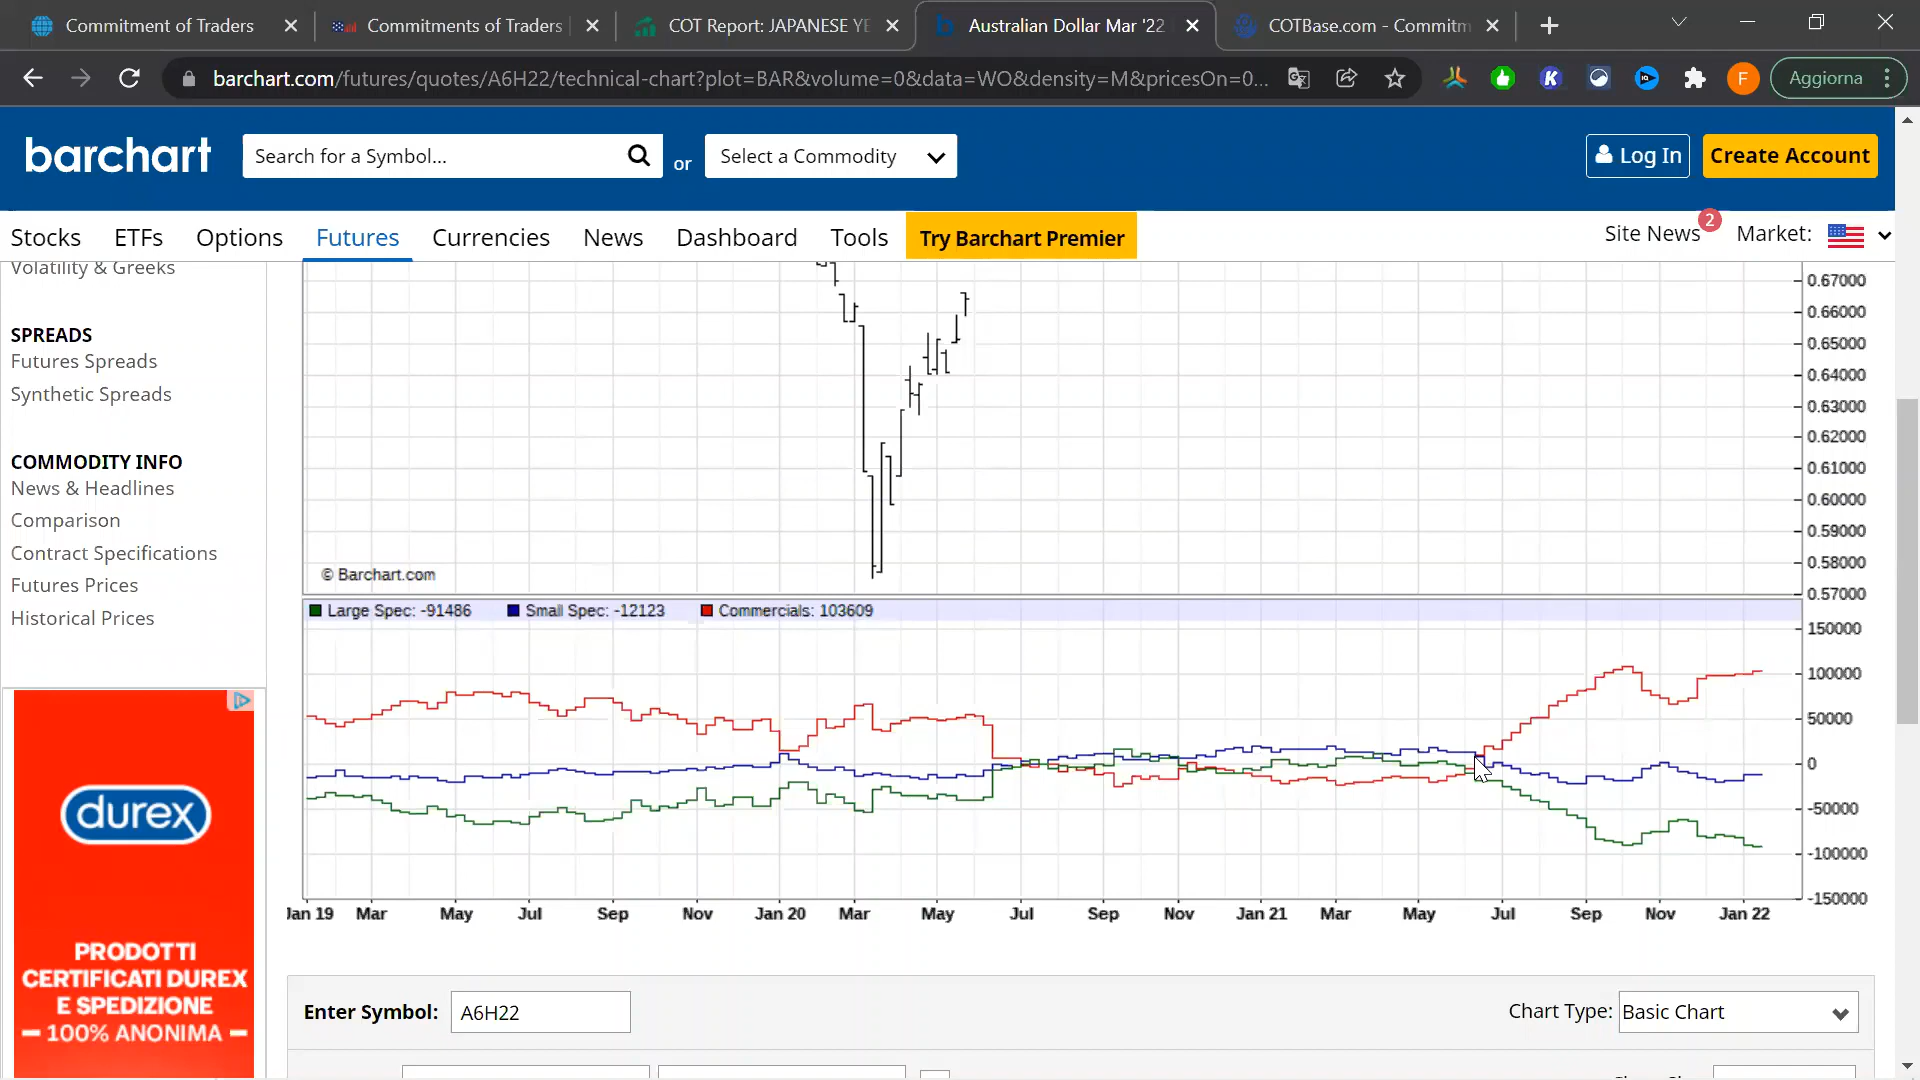 Commitment of Traders
Commitments of Traders
COT Report: JAPANESE YE
Australian Dollar Mar '22
COTBase.com - Commitm
barchart.com/futures/quotes/A6H22/technical-chart?plot=BAR&volume=0&data=WO&density=M&pricesOn=0...
F
Aggiorna
barchart
Search for a Symbol...
or
Select a Commodity
Log In
Create Account
Stocks
ETFs
Options
Futures
Currencies
News
Dashboard
Tools
Try Barchart Premier
Site News
2
Market:
Volatility & Greeks
SPREADS
Futures Spreads
Synthetic Spreads
COMMODITY INFO
News & Headlines
Comparison
Contract Specifications
Futures Prices
Historical Prices
durex
PRODOTTI
CERTIFICATI DUREX
E SPEDIZIONE
100% ANONIMA
0.67000
0.66000
0.65000
0.64000
0.63000
0.62000
0.61000
0.60000
0.59000
0.58000
0.57000
© Barchart.com
Large Spec: -91486
Small Spec: -12123
Commercials: 103609
150000
100000
50000
0
-50000
-100000
-150000
Jan 19 Mar May Jul Sep Nov Jan 20 Mar May Jul Sep Nov Jan 21 Mar May Jul Sep Nov Jan 22
Enter Symbol:
A6H22
Chart Type:
Basic Chart